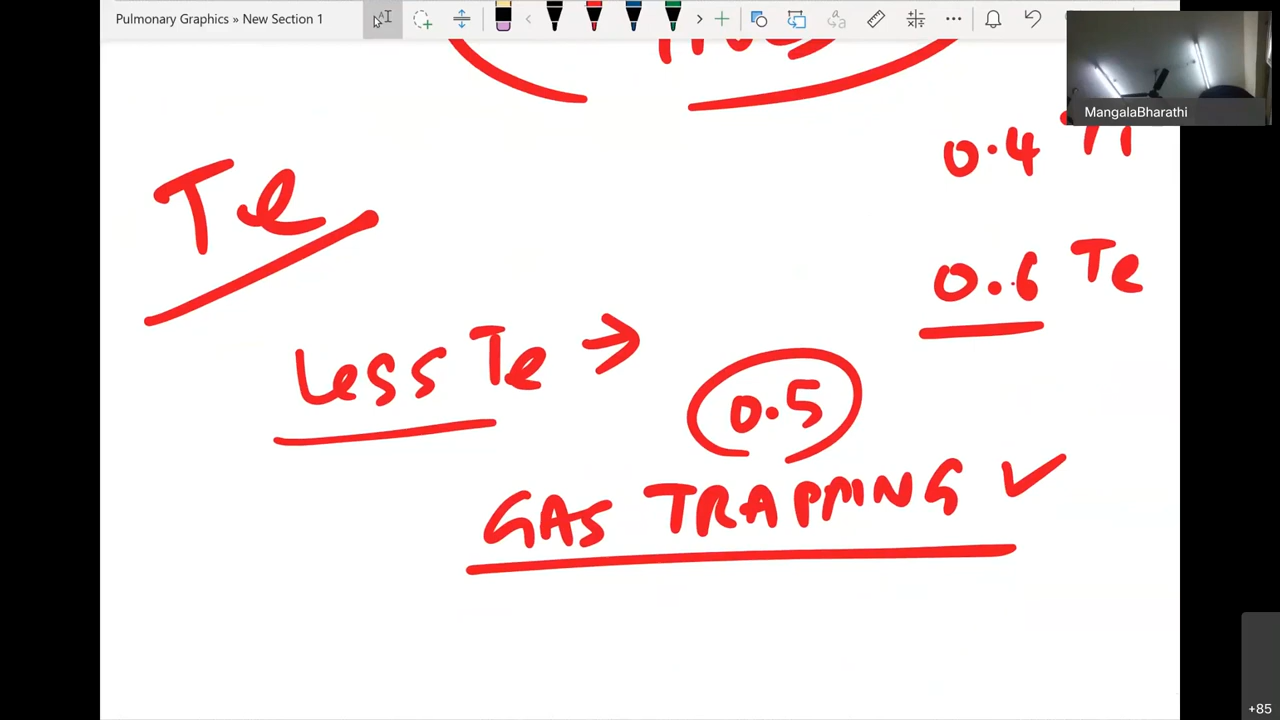 Pulmonary Graphics » New Section 1
MangalaBharathi
0.4 Ti
Te
0.6 Te
Less Te →
0.5
GAS TRAPPING ✓
+85